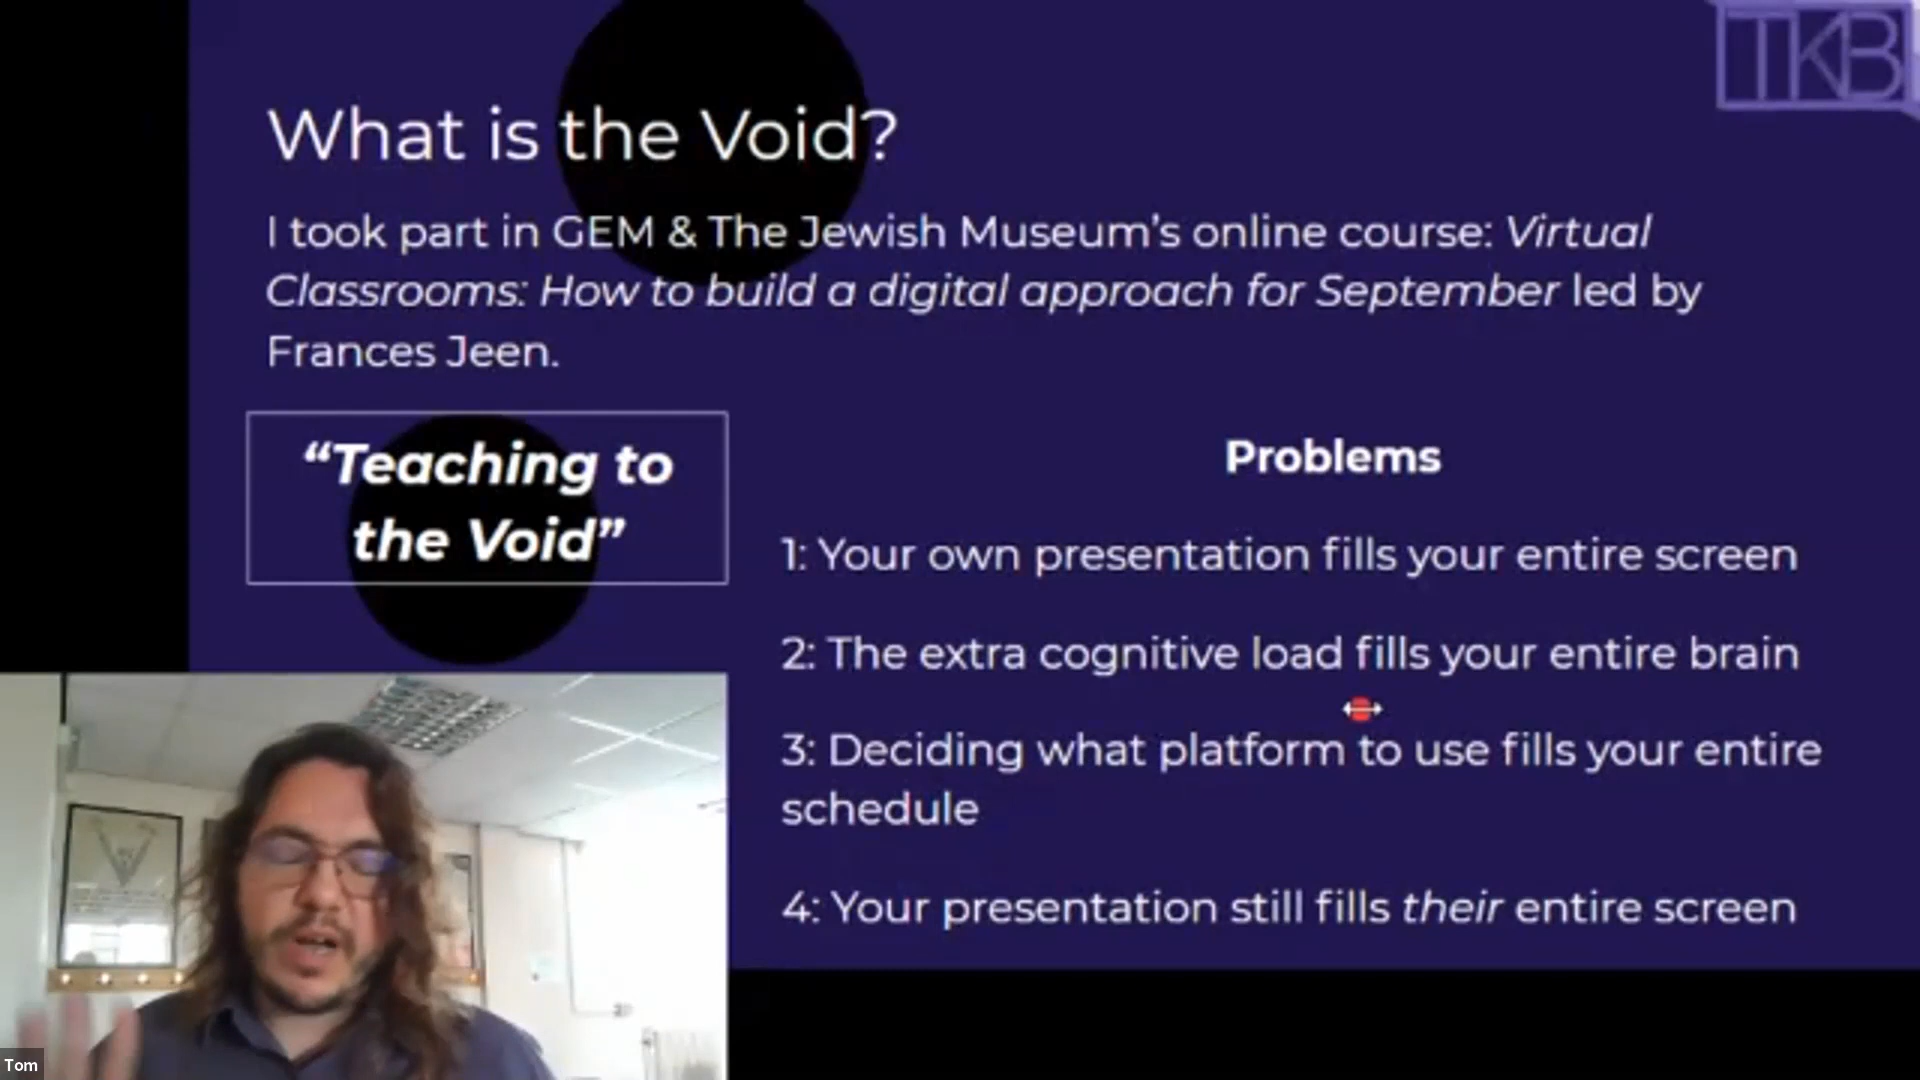 TKB
What is the Void?
I took part in GEM & The Jewish Museum’s online course: Virtual
Classrooms: How to build a digital approach for September led by
Frances Jeen.
“Teaching to
the Void”
Problems
1: Your own presentation fills your entire screen
2: The extra cognitive load fills your entire brain
3: Deciding what platform to use fills your entire
schedule
4: Your presentation still fills their entire screen
Tom